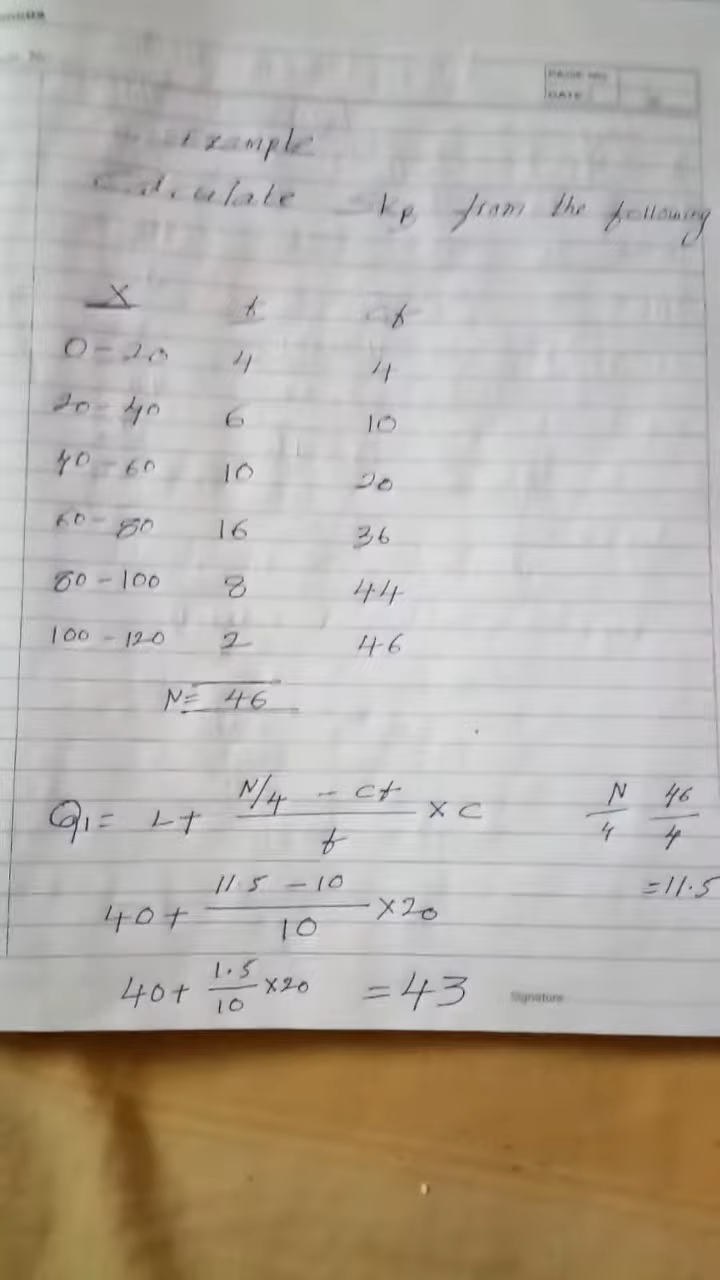 PAGE NO.
DATE
Example
Calculate SkB from the following
X f cf
0-20 4 4
20-40 6 10
40-60 10 20
60-80 16 36
80-100 8 44
100-120 2 46
N= 46
Q1= L+ N/4 - cf / f × C N/4 46/4
=11.5
40+ 11.5-10 / 10 ×20
40+ 1.5/10 ×20 =43
Signature